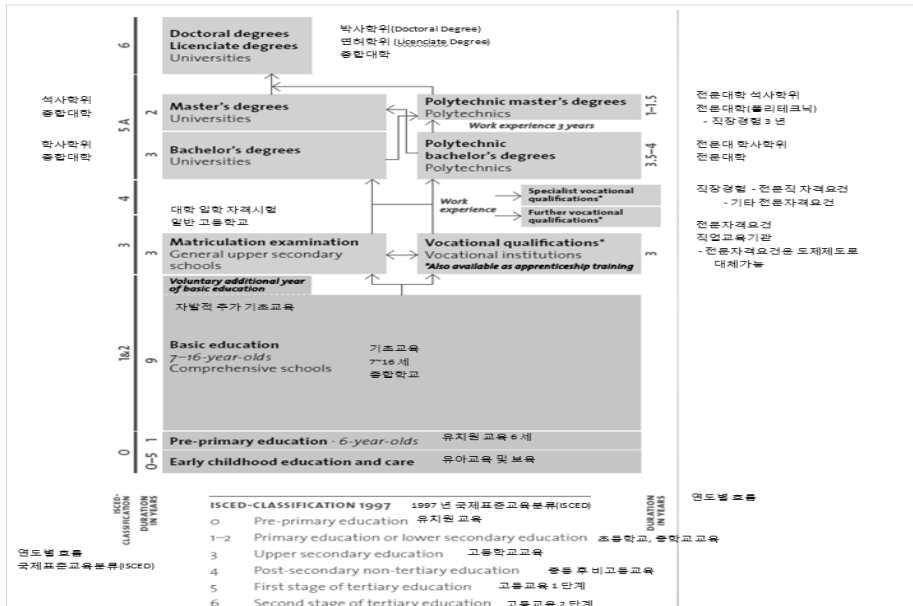 6
Doctoral degrees
Licenciate degrees
Universities
박사학위(Doctoral Degree)
면허학위 (Licenciate Degree)
종합대학
석사학위
종합대학
5A
2
Master's degrees
Universities
Polytechnic master's degrees
Polytechnics
1–1.5
전문대학 석사학위
전문대학(폴리테크닉)
- 직장경험 3 년
Work experience 3 years
학사학위
종합대학
3
Bachelor's degrees
Universities
Polytechnic
bachelor's degrees
Polytechnics
3.5–4
전문대 학사학위
전문대학
4
Work
experience
Specialist vocational
qualifications*
Further vocational
qualifications*
직장경험 - 전문직 자격요건
- 기타 전문자격요건
대학 입학 자격시험
일반 고등학교
3
3
Matriculation examination
General upper secondary
schools
Vocational qualifications*
Vocational institutions
*Also available as apprenticeship training
3
전문자격요건
직업교육기관
- 전문자격요건은 도제제도로
대체가능
Voluntary additional year
of basic education
자발적 추가 기초교육
1&2
9
Basic education
7–16-year-olds
Comprehensive schools
기초교육
7~16 세
종합학교
0
1
Pre-primary education - 6-year-olds
유치원 교육 6 세
0–5
Early childhood education and care
유아교육 및 보육
ISCED-
CLASSIFICATION
DURATION
IN YEARS
DURATION
IN YEARS
연도별 흐름
연도별 흐름
국제표준교육분류(ISCED)
ISCED-CLASSIFICATION 1997 1997 년 국제표준교육분류(ISCED)
0 Pre-primary education 유치원 교육
1–2 Primary education or lower secondary education 초등학교, 중학교교육
3 Upper secondary education 고등학교교육
4 Post-secondary non-tertiary education 중등 후 비고등교육
5 First stage of tertiary education 고등교육 1 단계
6 Second stage of tertiary education 고등교육 2 단계